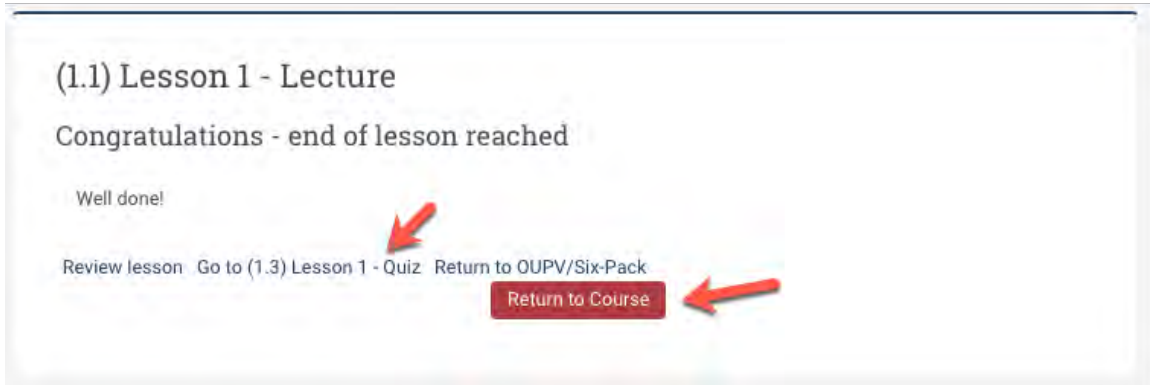 (1.1) Lesson 1 - Lecture
Congratulations - end of lesson reached
Well done!
Review lesson Go to (1.3) Lesson 1 - Quiz Return to OUPV/Six-Pack
Return to Course